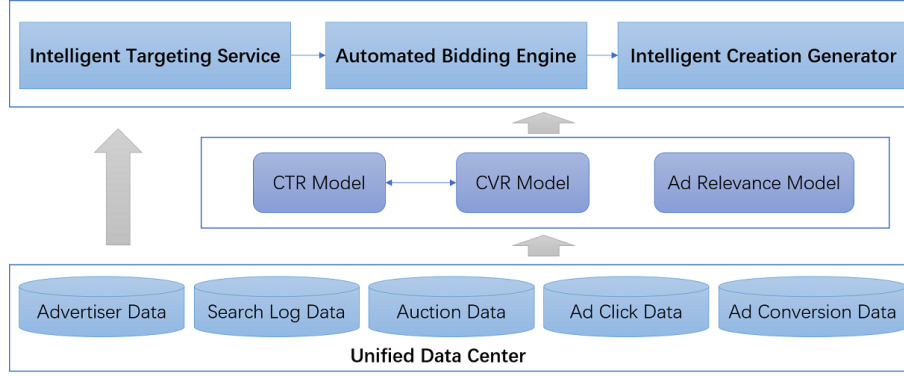 Intelligent Targeting Service
Automated Bidding Engine
Intelligent Creation Generator
CTR Model
CVR Model
Ad Relevance Model
Advertiser Data
Search Log Data
Auction Data
Ad Click Data
Ad Conversion Data
Unified Data Center